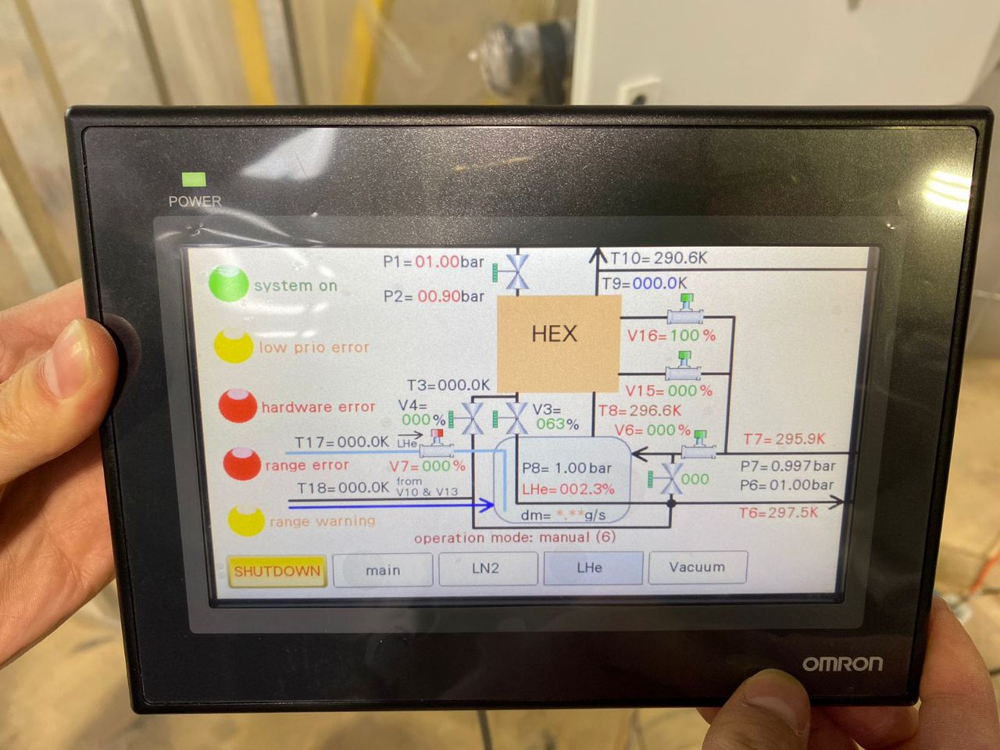 POWER
P1= 01.00bar
P2= 00.90bar
T10= 290.6K
T9=000.0K
system on
low prio error
hardware error
range error
range warning
HEX
V16=100 %
V15=000%
T3=000.0K
V4=
000%
V3=
063%
T8=296.6K
V6=000%
T7=295.9K
T17=000.0K
LHe
V7=000%
T18=000.0K
from
V10 & V13
P8= 1.00bar
LHe=002.3%
dm= *.**g/s
000
P7=0.997bar
P6=01.00bar
T6=297.5K
operation mode: manual (6)
SHUTDOWN
main
LN2
LHe
Vacuum
OMRON